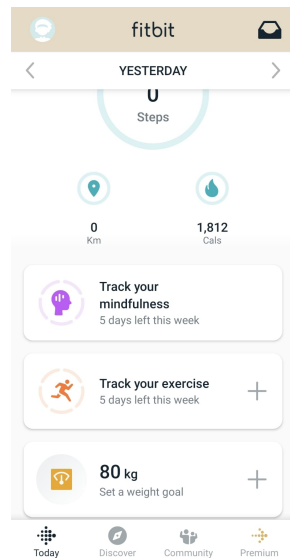 fitbit
YESTERDAY
0
Steps
0
Km
1,812
Cals
Track your
mindfulness
5 days left this week
Track your exercise
5 days left this week
80 kg
Set a weight goal
Today
Discover
Community
Premium